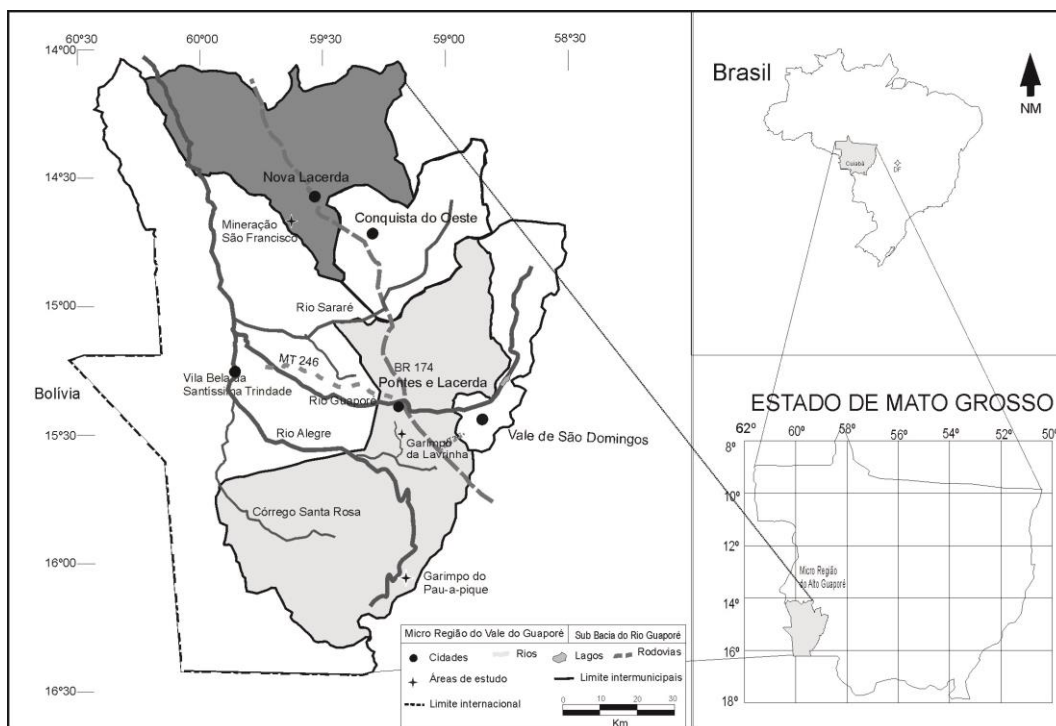 60°30
60°00
59°30
59°00
58°30
14°00
14°30
15°00
15°30
16°00
16°30
Nova Lacerda
Mineração
São Francisco
Conquista do Oeste
Rio Sararé
MT 246
BR 174
Pontes e Lacerda
Vila Bela da
Santissima Trindade
Rio Guaporé
Bolívia
Rio Alegre
Garimpo
da Lavrinha
Vale de São Domingos
Córrego Santa Rosa
Garimpo do
Pau-a-pique
Micro Região do Vale do Guaporé
Sub Bacia do Rio Guaporé
Cidades
Rios
Lagos
Rodovias
Áreas de estudo
Limite intermunicipais
Limite internacional
0 10 20 30
Km
Brasil
NM
Cuiabá
DF
ESTADO DE MATO GROSSO
62° 60° 58° 56° 54° 52° 50°
8°
10°
12°
14°
16°
18°
Micro Região
do Alto Guaporé